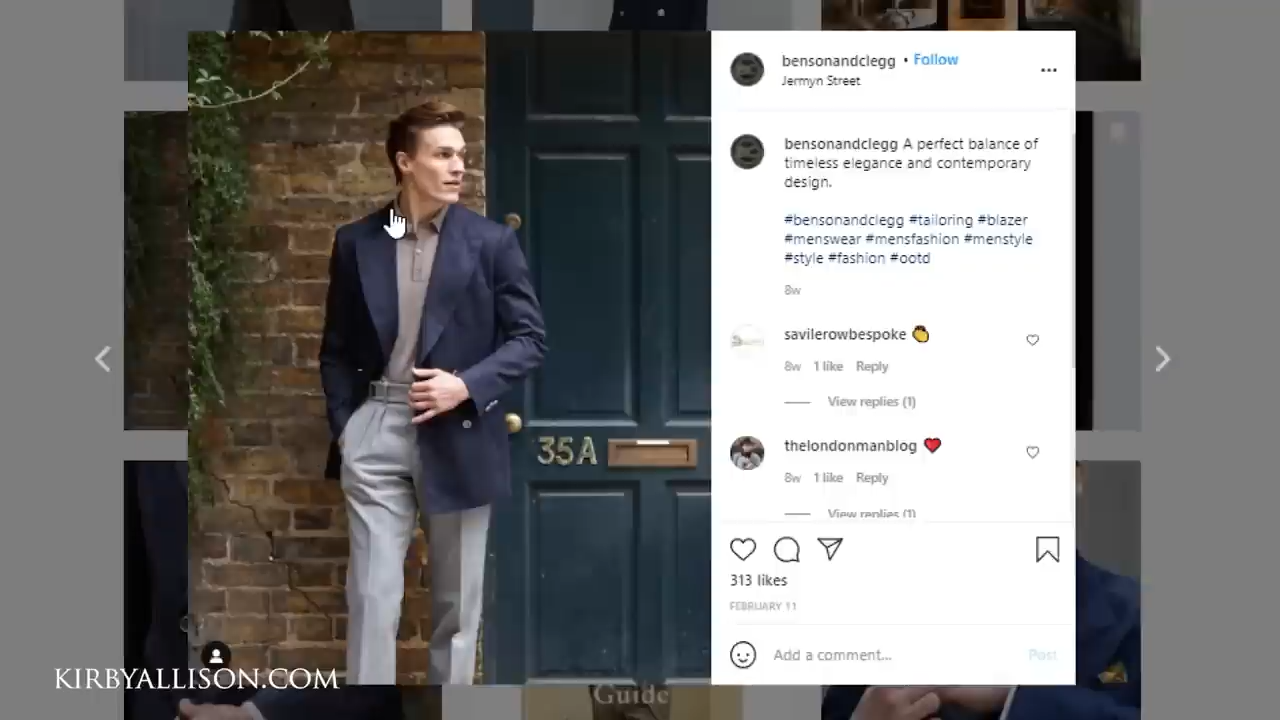 bensonandclegg • Follow
Jermyn Street
bensonandclegg A perfect balance of
timeless elegance and contemporary
design.
#bensonandclegg #tailoring #blazer
#menswear #mensfashion #menstyle
#style #fashion #ootd
8w
savilerowbespoke
8w 1 like Reply
View replies (1)
thelondonmanblog
8w 1 like Reply
View replies (1)
35A
313 likes
FEBRUARY 11
Add a comment... Post
KIRBYALLISON.COM
Guide